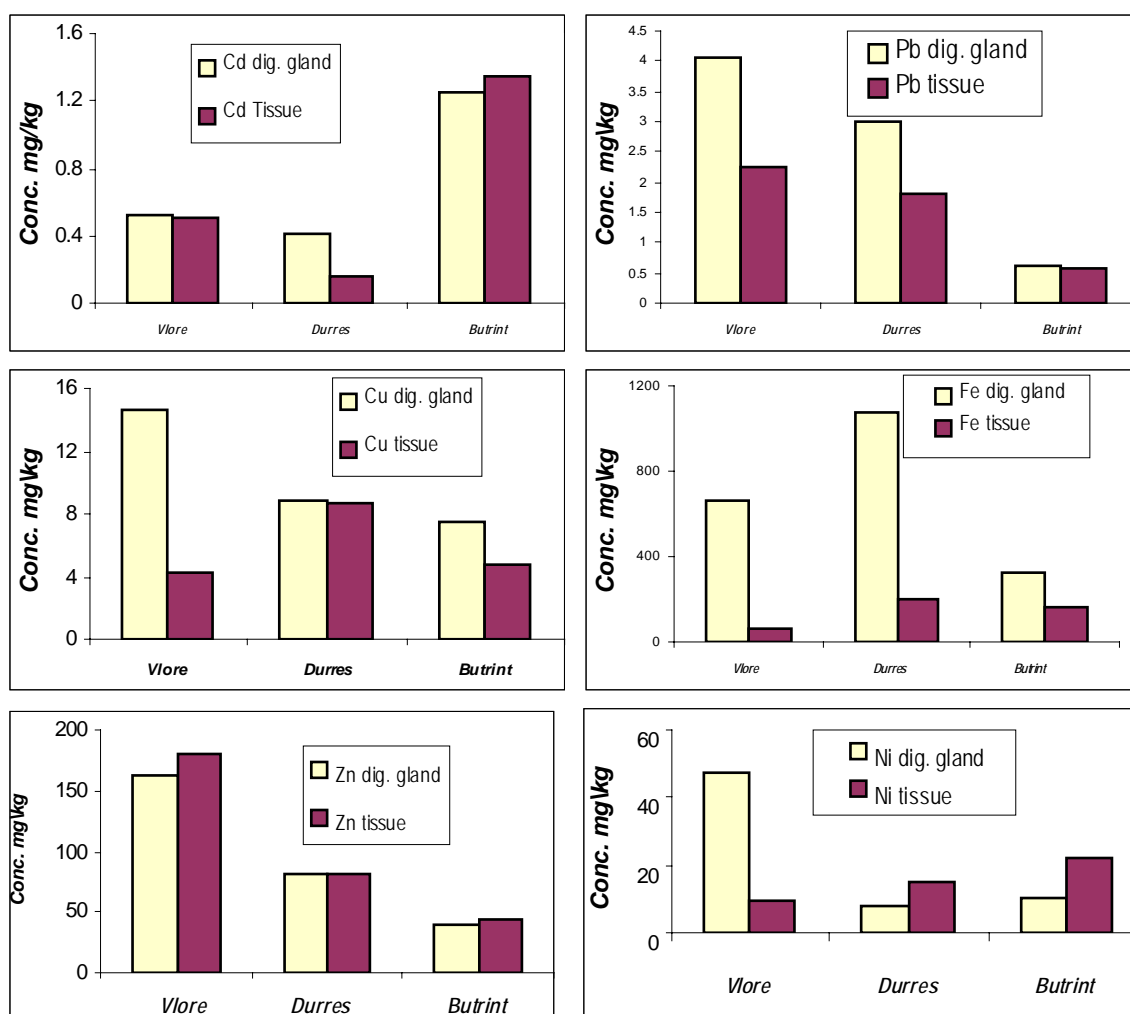 1.6
1.2
0.8
0.4
0
Conc. mg/kg
Cd dig. gland
Cd Tissue
Vlore Durres Butrint
4.5
4
3.5
3
2.5
2
1.5
1
0.5
0
Conc. mg\kg
Pb dig. gland
Pb tissue
Vlore Durres Butrint
16
12
8
4
0
Conc. mg\kg
Cu dig. gland
Cu tissue
Vlore Durres Butrint
1200
800
400
0
Conc. mg\kg
Fe dig. gland
Fe tissue
Vlore Durres Butrint
200
150
100
50
0
Conc. mg\kg
Zn dig. gland
Zn tissue
Vlore Durres Butrint
60
40
20
0
Conc. mg\kg
Ni dig. gland
Ni tissue
Vlore Durres Butrint